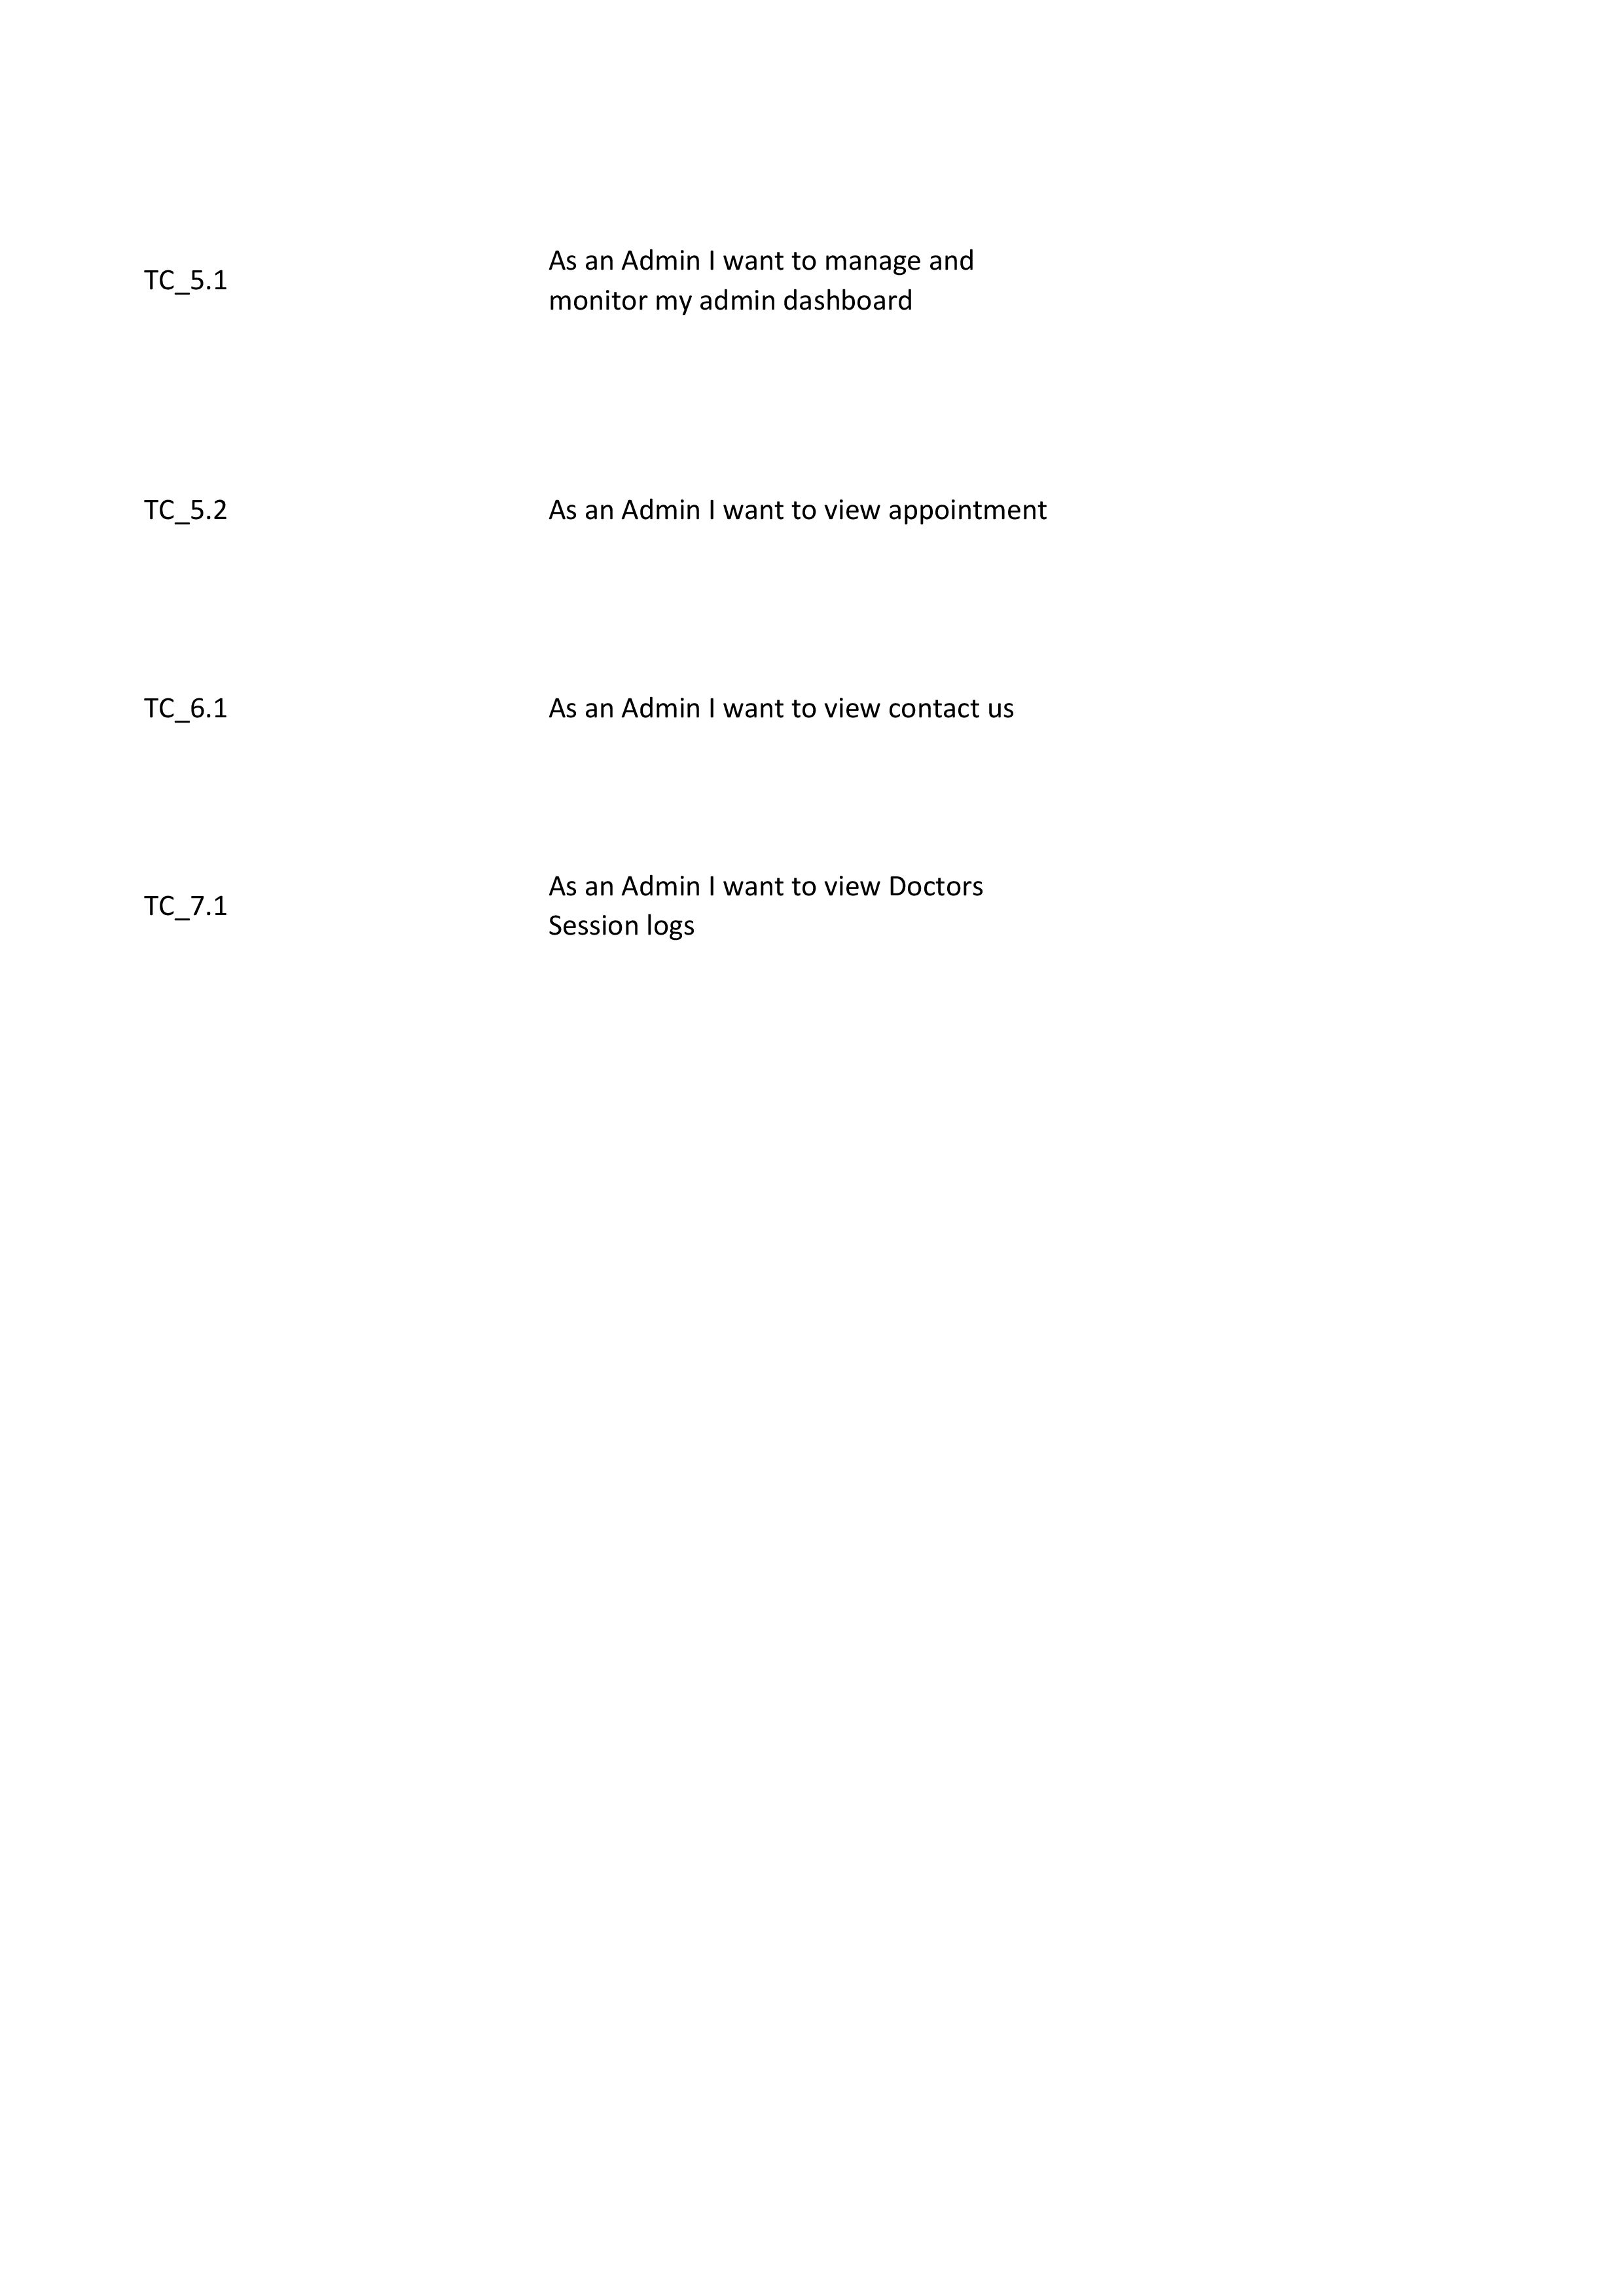 As an Admin I want to manage and
TC_5.1
monitor my admin dashboard
TC_5.2 As an Admin I want to view appointment
TC_6.1 As an Admin I want to view contact us
As an Admin I want to view Doctors
TC_7.1
Session logs